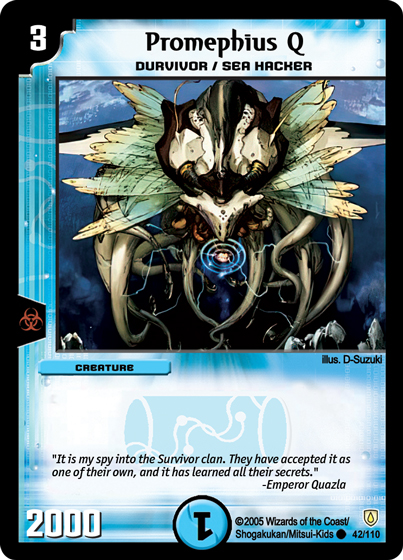 3
Promephius Q
DURVIVOR / SEA HACKER
illus. D-Suzuki
CREATURE
"It is my spy into the Survivor clan. They have accepted it as
one of their own, and it has learned all their secrets."
-Emperor Quazla
2000
1
©2005 Wizards of the Coast/
Shogakukan/Mitsui-Kids 42/110